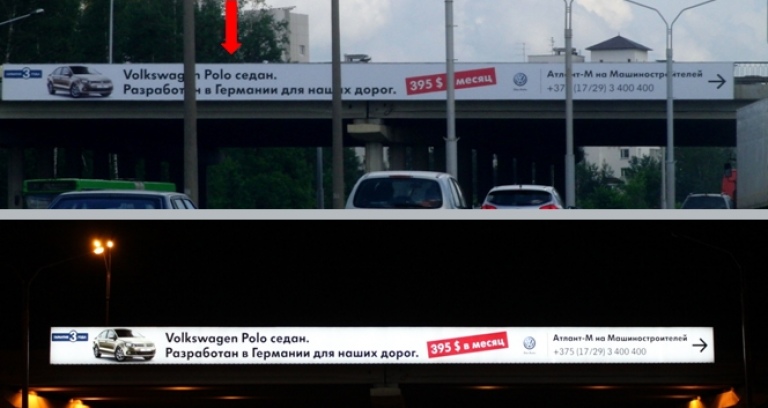 3
Volkswagen Polo седан.
Разработан в Германии для наших дорог.
395 $ в месяц
Атлант-М на Машиностроителей
+375 (17/29) 3 400 400
3
Volkswagen Polo седан.
Разработан в Германии для наших дорог.
395 $ в месяц
Атлант-М на Машиностроителей
+375 (17/29) 3 400 400